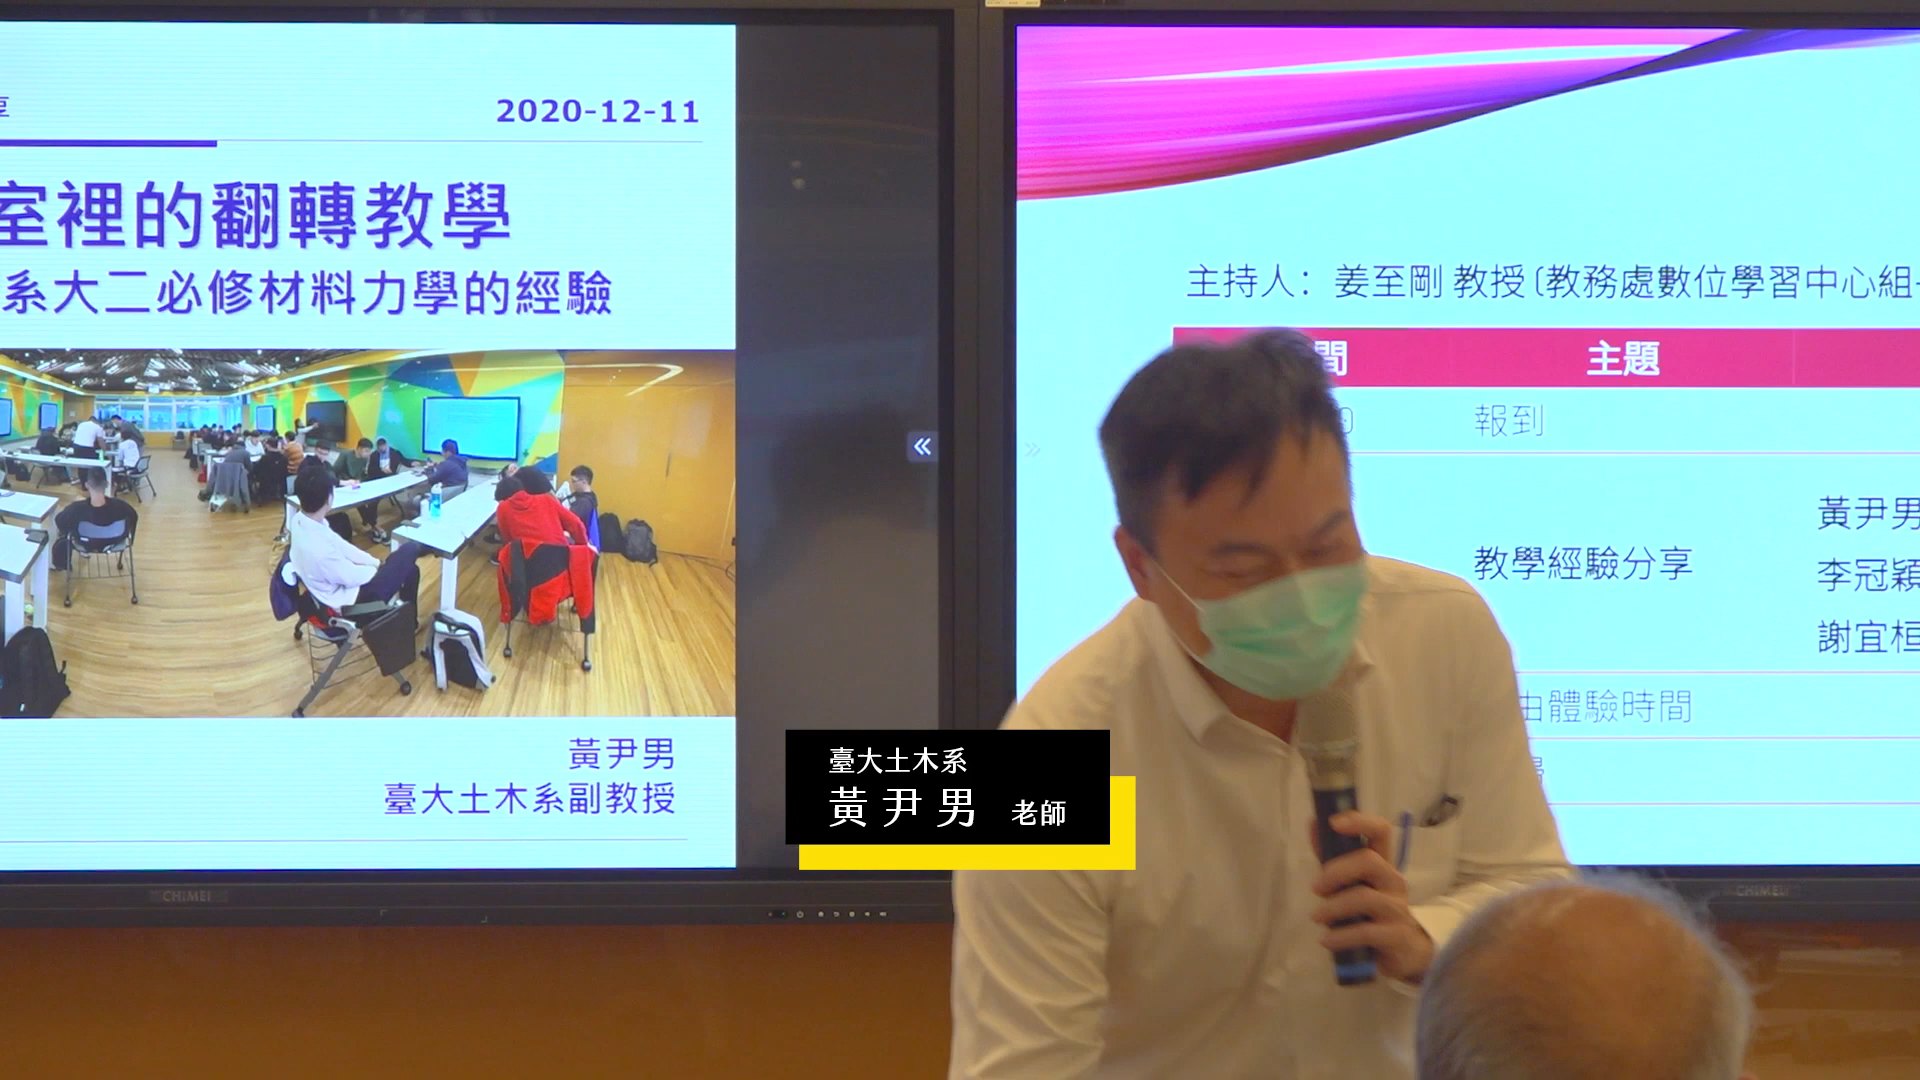 2020-12-11
室裡的翻轉教學
系大二必修材料力學的經驗
黃尹男
臺大土木系副教授
CHIMEI
主持人：姜至剛 教授（教務處數位學習中心組
間 主題
報到
教學經驗分享
黃尹男
李冠穎
謝宜桓
由體驗時間
CHIMEI
臺大土木系
黃尹男 老師